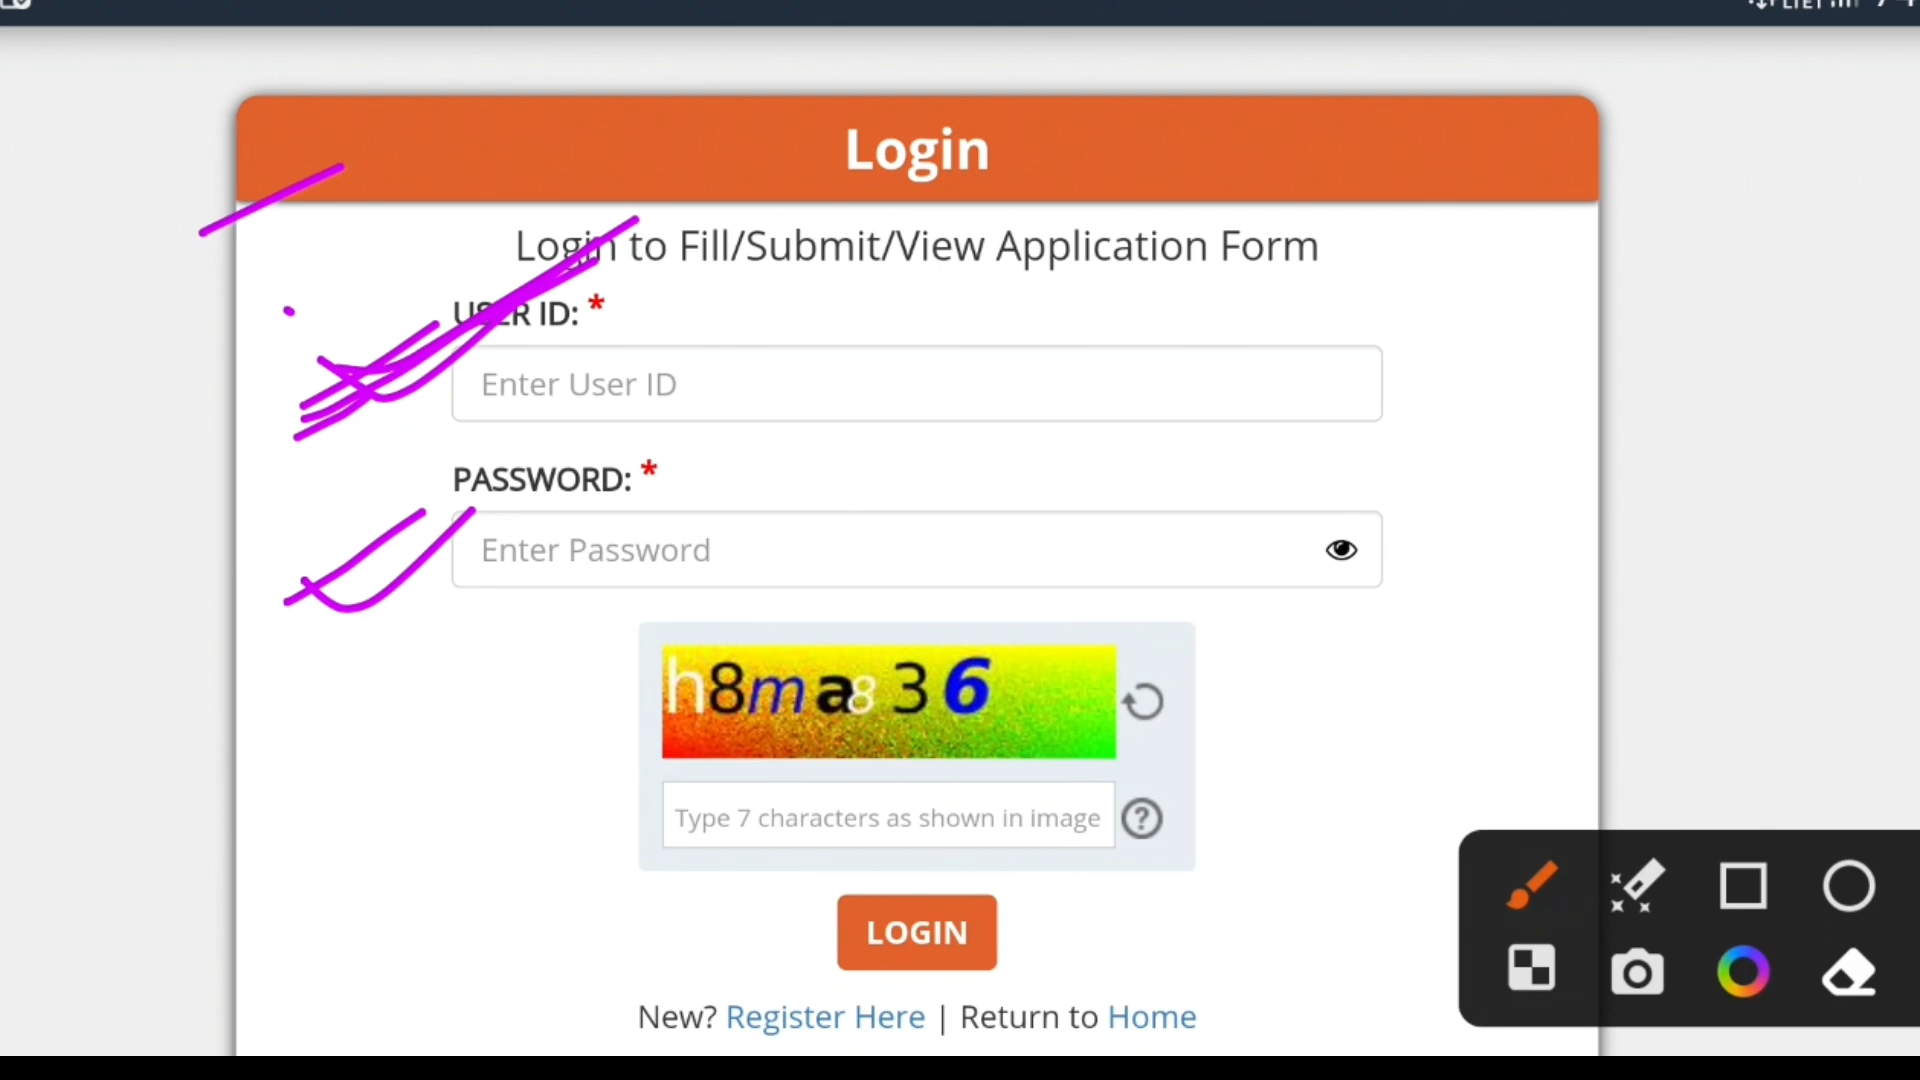 Login
Login to Fill/Submit/View Application Form
USER ID: *
Enter User ID
PASSWORD: *
Enter Password
h8ma836
Type 7 characters as shown in image
LOGIN
New? Register Here | Return to Home